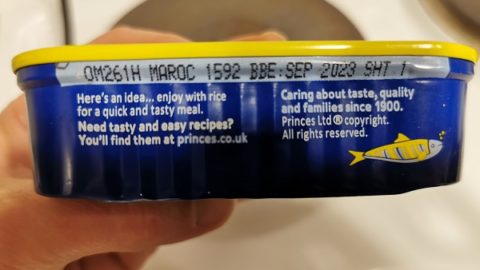 OM261H MAROC 1592 BBE:SEP 2023 SHT 1
Here's an idea... enjoy with rice
for a quick and tasty meal.
Need tasty and easy recipes?
You'll find them at princes.co.uk
Caring about taste, quality
and families since 1900.
Princes Ltd ® copyright.
All rights reserved.